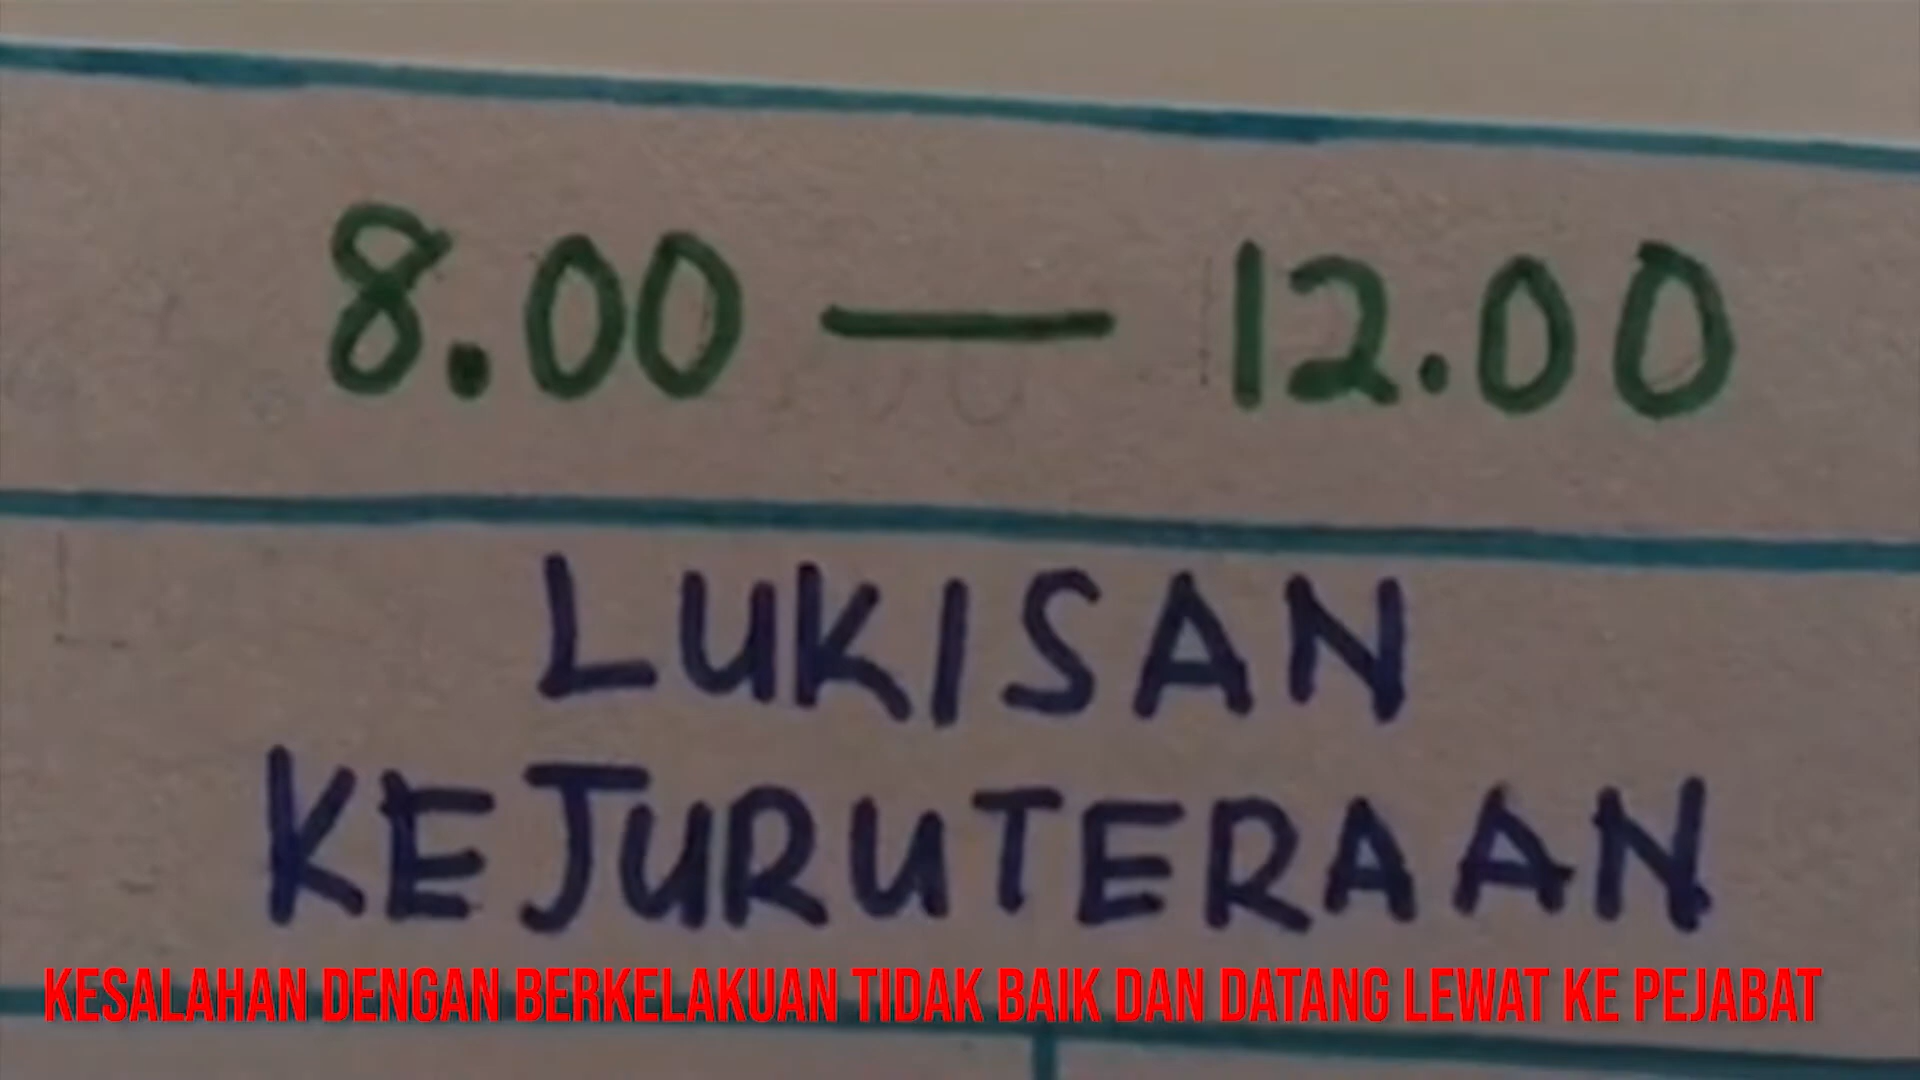 8.00 — 12.00
LUKISAN
KEJURUTERAAN
KESALAHAN DENGAN BERKELAKUAN TIDAK BAIK DAN DATANG LEWAT KE PEJABAT